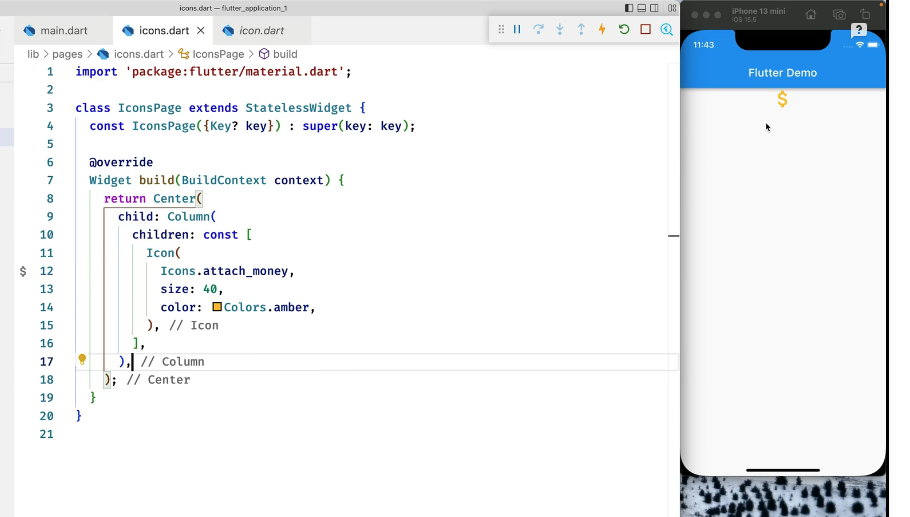 icons.dart — flutter_application_1
main.dart
icons.dart
icon.dart
lib > pages > icons.dart > IconsPage > build
1 import 'package:flutter/material.dart';
2
3 class IconsPage extends StatelessWidget {
4 const IconsPage({Key? key}) : super(key: key);
5
6 @override
7 Widget build(BuildContext context) {
8 return Center(
9 child: Column(
10 children: const [
11 Icon(
$ 12 Icons.attach_money,
13 size: 40,
14 color: Colors.amber,
15 ), // Icon
16 ],
17 ), // Column
18 ); // Center
19 }
20 }
21
iPhone 13 mini
iOS 15.5
11:43
?
Flutter Demo
$